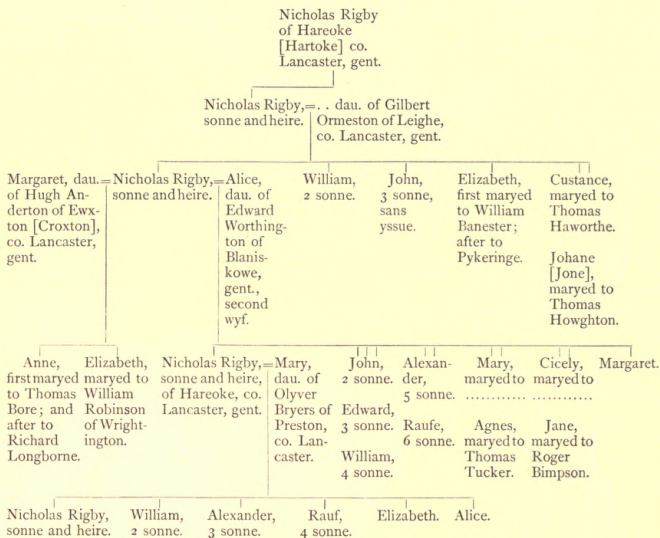 Nicholas Rigby
of Hareoke
[Hartoke] co.
Lancaster, gent.
Nicholas Rigby,=. . dau. of Gilbert
sonne and heire. Ormeston of Leighe,
co. Lancaster, gent.
Margaret, dau.=
of Hugh An-
derton of Ewx-
ton [Croxton],
co. Lancaster,
gent.
Nicholas Rigby,=
sonne and heire.
Alice,
dau. of
Edward
Worthing-
ton of
Blanis-
kowe,
gent.,
second
wyf.
William,
2 sonne.
John,
3 sonne,
sans
yssue.
Elizabeth,
first maryed
to William
Banester;
after to
Pykeringe.
Custance,
maryed to
Thomas
Haworthe.
Johane
[Jone],
maryed to
Thomas
Howghton.
Anne,
first maryed
to Thomas
Bore; and
after to
Richard
Longborne.
Elizabeth,
maryed to
William
Robinson
of Wright-
ington.
Nicholas Rigby,=
sonne and heire,
of Hareoke, co.
Lancaster, gent.
Mary,
dau. of
Olyver
Bryers of
Preston,
co. Lan-
caster.
John,
2 sonne.
Edward,
3 sonne.
William,
4 sonne.
Alexan-
der,
5 sonne.
Raufe,
6 sonne.
Mary,
maryed to
............
Agnes,
maryed to
Thomas
Tucker.
Cicely,
maryed to
............
Jane,
maryed to
Roger
Bimpson.
Margaret.
Nicholas Rigby,
sonne and heire.
William,
2 sonne.
Alexander,
3 sonne.
Rauf,
4 sonne.
Elizabeth.
Alice.